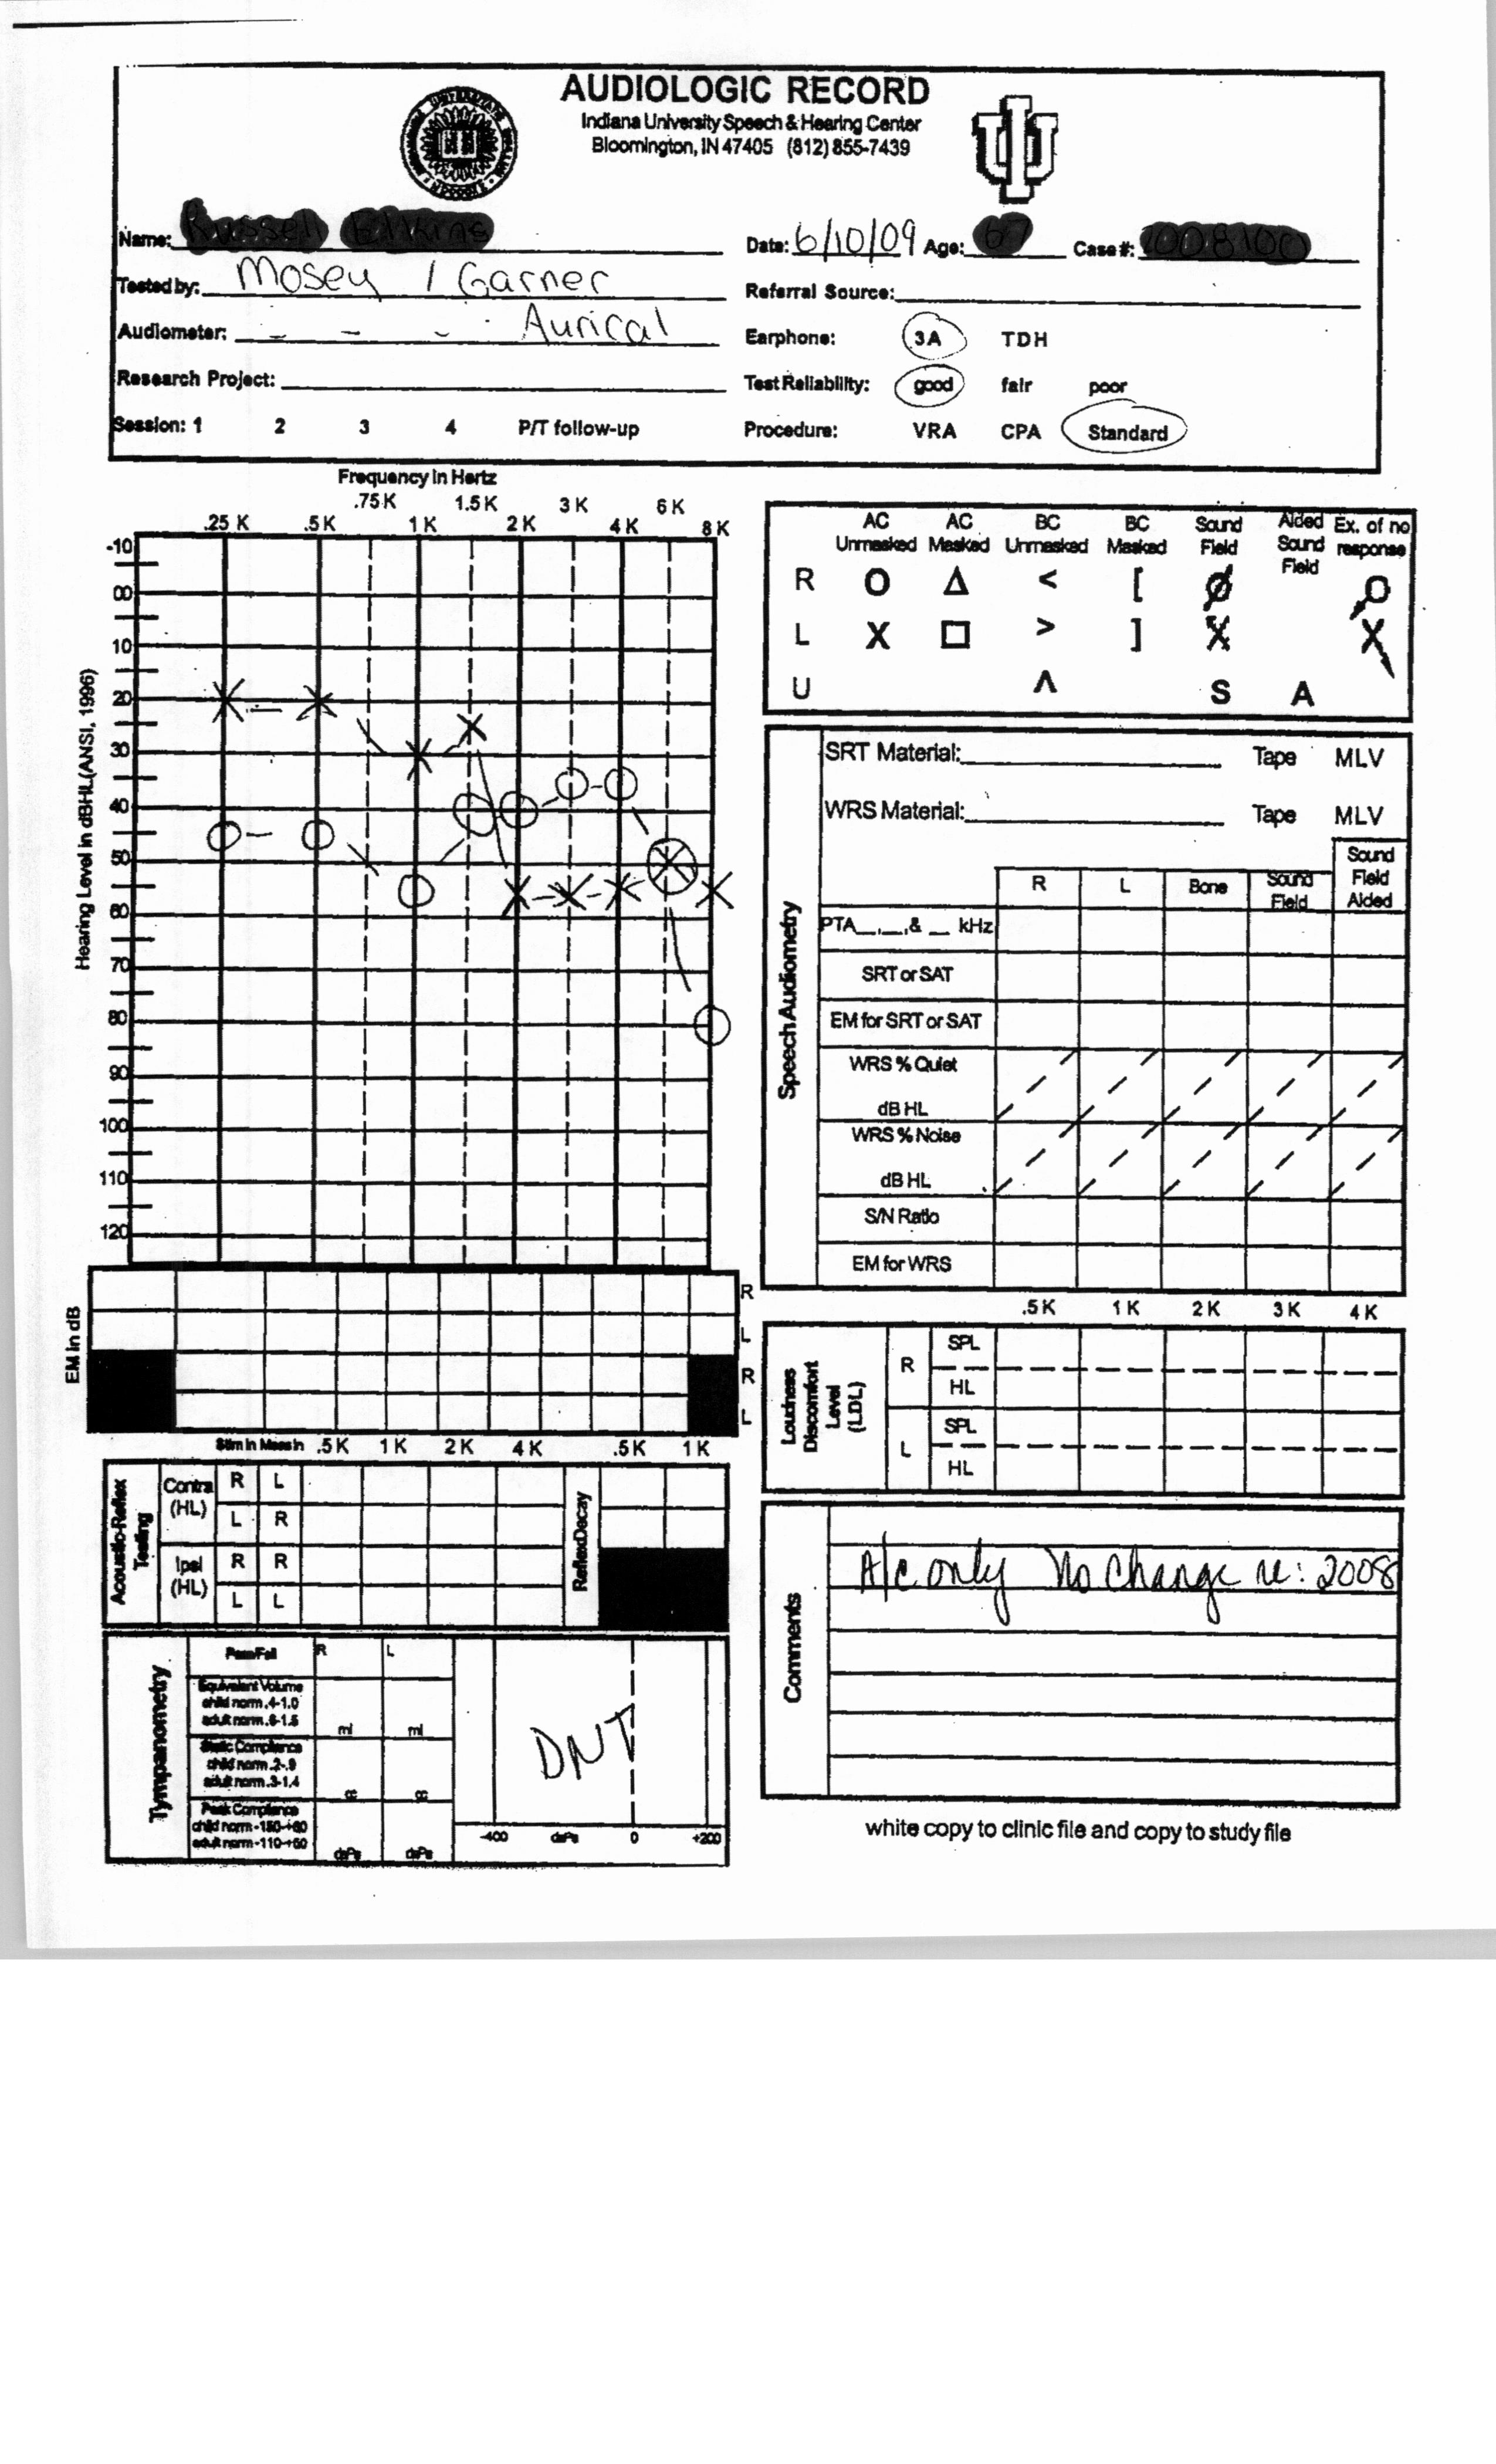 AUDIOLOGIC RECORD
Indiana University Speech & Hearing Center
Bloomington, IN 47405 (812) 855-7439
Name:
Date: 6/10/09 Age: Case #:
Tested by: Mosey / Garner
Referral Source:
Audiometer: Aurical
Earphone: 3A TDH
Research Project:
Test Reliability: good fair poor
Session: 1 2 3 4 P/T follow-up
Procedure: VRA CPA Standard
Frequency in Hertz
.75 K 1.5 K 3 K 6 K
.25 K .5 K 1 K 2 K 4 K 8 K
Hearing Level in dBHL (ANSI, 1996)
-10
00
10
20
30
40
50
60
70
80
90
100
110
120
AC Unmasked AC Masked BC Unmasked BC Masked Sound Field Aided Sound Field Ex. of no response
R O Δ < [
L X □ > ]
U Λ S A
Speech Audiometry
SRT Material: Tape MLV
WRS Material: Tape MLV
R L Bone Sound Field Sound Field Aided
PTA__,__,& __ kHz
SRT or SAT
EM for SRT or SAT
WRS % Quiet
dB HL
WRS % Noise
dB HL
S/N Ratio
EM for WRS
EM in dB
R
L
R
L
.5 K 1 K 2 K 3 K 4 K
Loudness Discomfort Level (LDL)
R SPL
HL
L SPL
HL
Stim in Meas in .5 K 1 K 2 K 4 K .5 K 1 K
Acoustic-Reflex Testing
Contra (HL) R L
L R
Ipsi (HL) R R
L L
Reflex Decay
Comments
A/C only No Change re: 2008
Tympanometry
Pass/Fail R L
Equivalent Volume
child norm .4-1.0
adult norm .6-1.5
ml ml
Static Compliance
child norm .2-.9
adult norm .3-1.4
Peak Compliance
child norm -150-+60
adult norm -110-+50
daPa daPa
DNT
-400 daPa 0 +200
white copy to clinic file and copy to study file